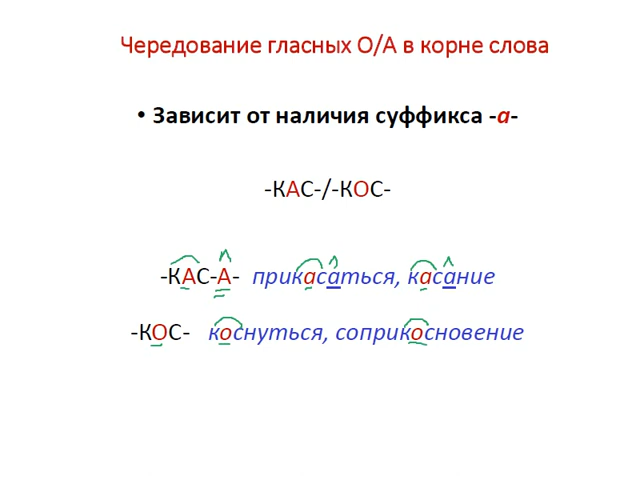 Чередование гласных О/А в корне слова
• Зависит от наличия суффикса -а-
-КАС-/-КОС-
-КАС-А- прикасаться, касание
-КОС- коснуться, соприкосновение